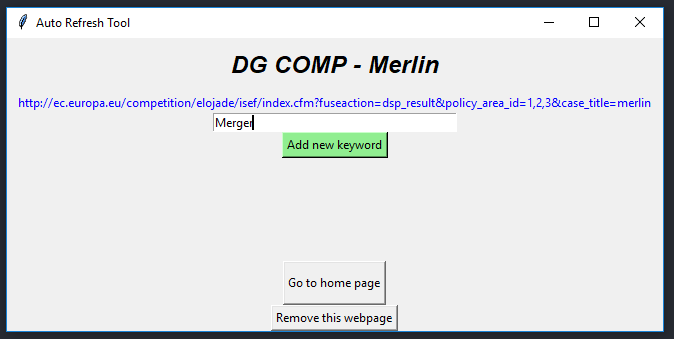 Auto Refresh Tool
DG COMP - Merlin
http://ec.europa.eu/competition/elojade/isef/index.cfm?fuseaction=dsp_result&policy_area_id=1,2,3&case_title=merlin
Merger
Add new keyword
Go to home page
Remove this webpage